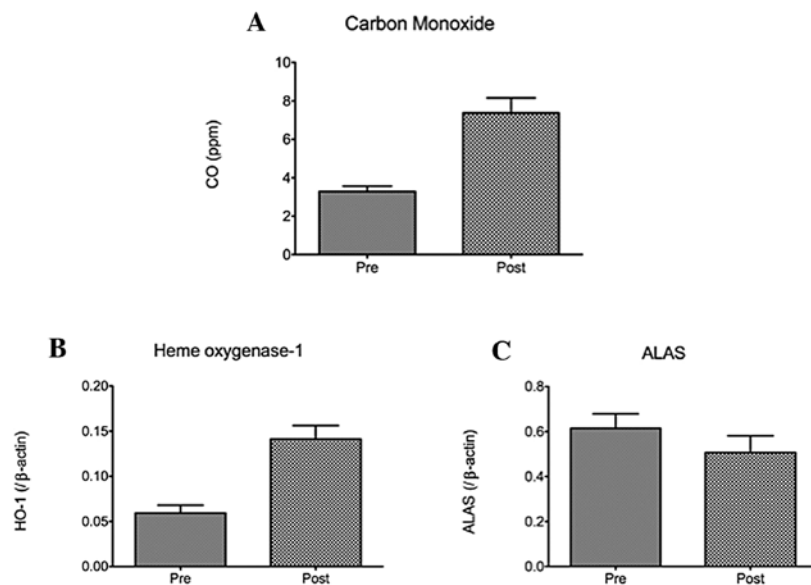 A Carbon Monoxide
10
8
6
4
2
0
CO (ppm)
Pre Post
B Heme oxygenase-1
0.20
0.15
0.10
0.05
0.00
HO-1 (/β-actin)
Pre Post
C ALAS
0.8
0.6
0.4
0.2
0.0
ALAS (/β-actin)
Pre Post